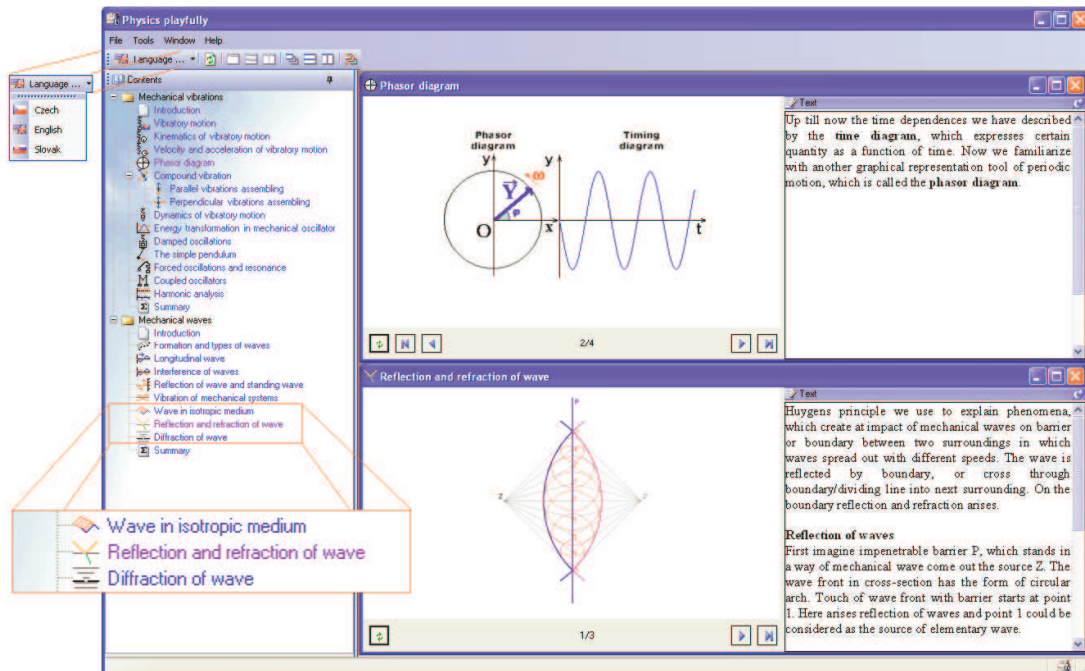 Physics playfully
File Tools Window Help
Language ...
Language ...
Czech
English
Slovak
Contents
Mechanical vibrations
Introduction
Vibratory motion
Kinematics of vibratory motion
Velocity and acceleration of vibratory motion
Phasor diagram
Compound vibration
Parallel vibrations assembling
Perpendicular vibrations assembling
Dynamics of vibratory motion
Energy transformation in mechanical oscillator
Damped oscillations
The simple pendulum
Forced oscillations and resonance
Coupled oscillators
Harmonic analysis
Σ Summary
Mechanical waves
Introduction
Formation and types of waves
Longitudinal wave
Interference of waves
Reflection of wave and standing wave
Vibration of mechanical systems
Wave in isotropic medium
Reflection and refraction of wave
Diffraction of wave
Σ Summary
Wave in isotropic medium
Reflection and refraction of wave
Diffraction of wave
Phasor diagram
Phasor
diagram
Timing
diagram
y
y
ω
Y
φ
O
x
t
2/4
Text
Up till now the time dependences we have described
by the time diagram, which expresses certain
quantity as a function of time. Now we familiarize
with another graphical representation tool of periodic
motion, which is called the phasor diagram.
Reflection and refraction of wave
P
Z
Z'
1/3
Text
Huygens principle we use to explain phenomena,
which create at impact of mechanical waves on barrier
or boundary between two surroundings in which
waves spread out with different speeds. The wave is
reflected by boundary, or cross through
boundary/dividing line into next surrounding. On the
boundary reflection and refraction arises.
Reflection of waves
First imagine impenetrable barrier P, which stands in
a way of mechanical wave come out the source Z. The
wave front in cross-section has the form of circular
arch. Touch of wave front with barrier starts at point
1. Here arises reflection of waves and point 1 could be
considered as the source of elementary wave.